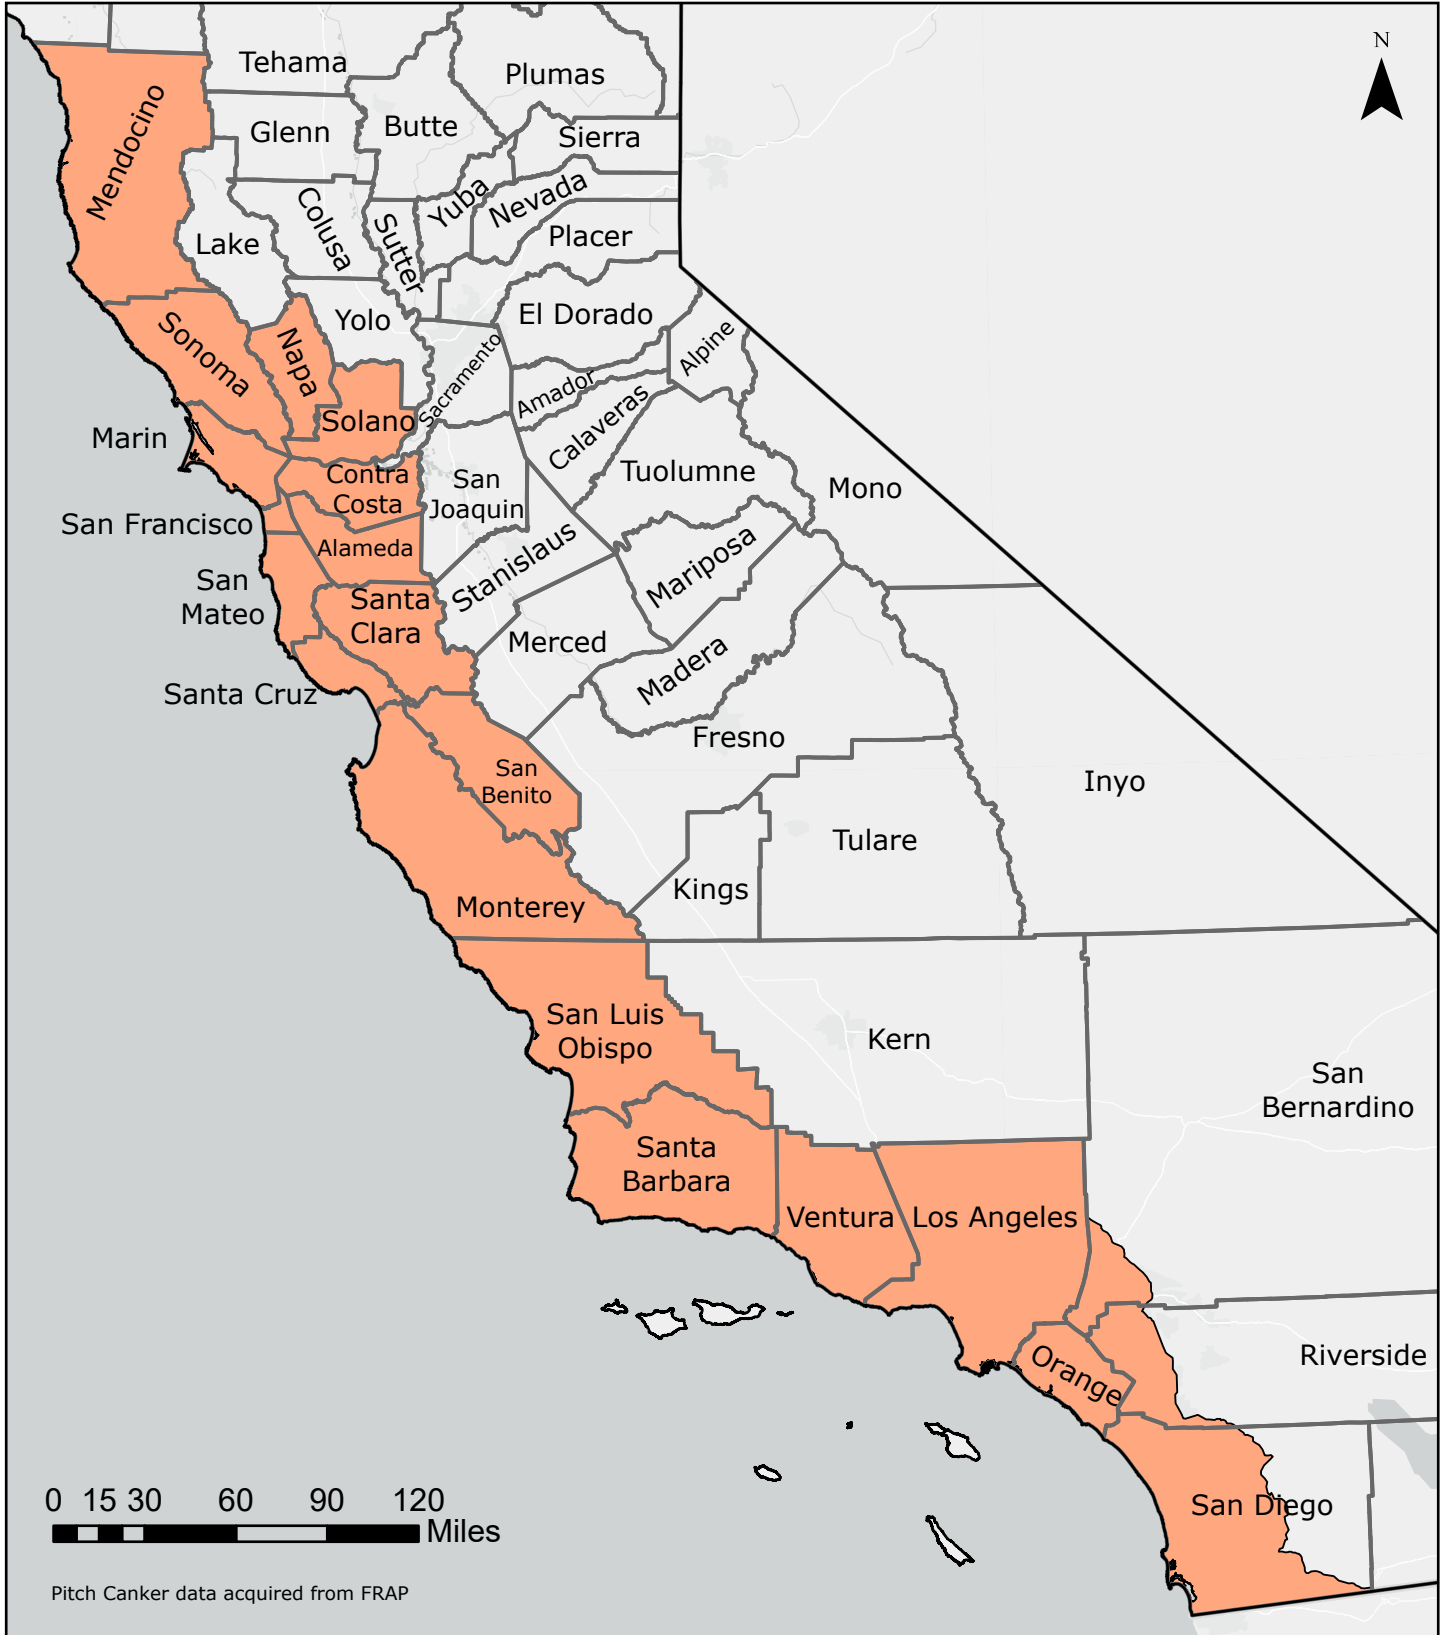 N
Tehama
Plumas
Mendocino
Glenn
Butte
Sierra
Colusa
Sutter
Yuba
Nevada
Lake
Placer
Yolo
El Dorado
Sonoma
Napa
Sacramento
Alpine
Amador
Solano
Calaveras
Marin
Contra
Costa
San
Joaquin
Tuolumne
Mono
San Francisco
Alameda
Stanislaus
Mariposa
San
Mateo
Santa
Clara
Merced
Madera
Santa Cruz
Fresno
San
Benito
Inyo
Tulare
Kings
Monterey
San Luis
Obispo
Kern
San
Bernardino
Santa
Barbara
Ventura
Los Angeles
Orange
Riverside
San Diego
0 15 30 60 90 120
Miles
Pitch Canker data acquired from FRAP